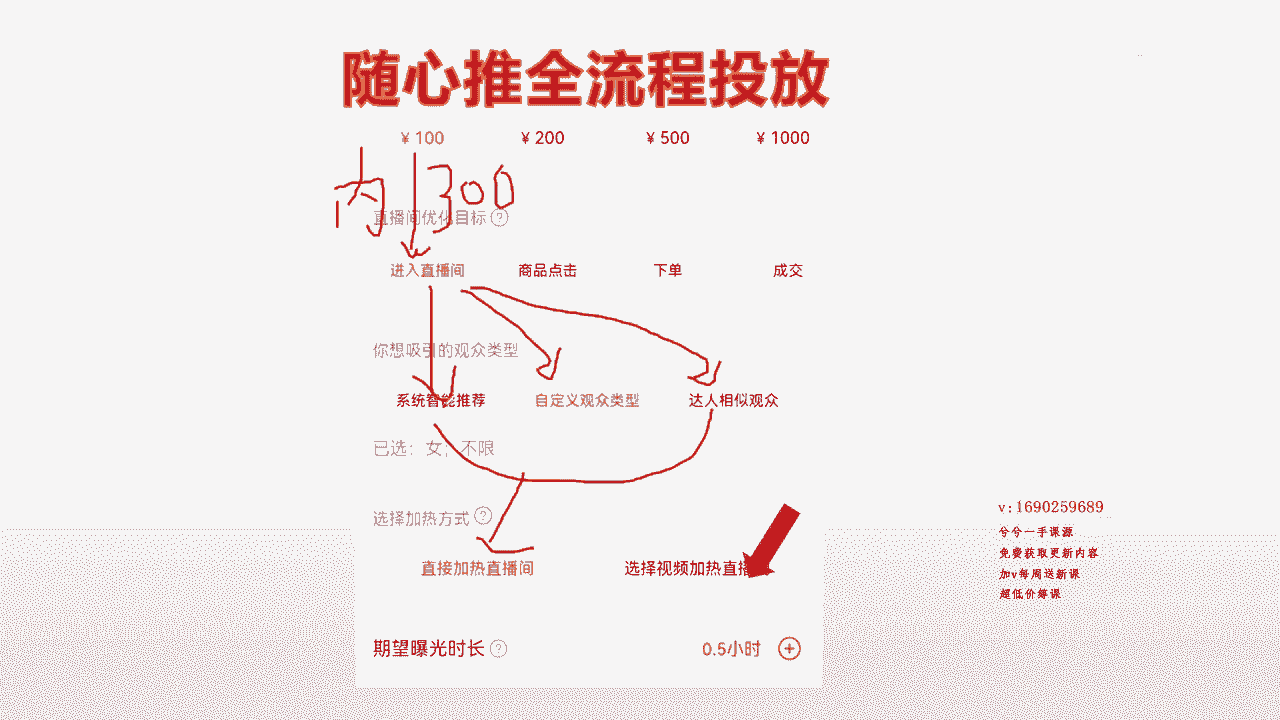 随心推全流程投放
¥ 100 ¥ 200 ¥ 500 ¥ 1000
内 300
直播间优化目标 ?
进入直播间 商品点击 下单 成交
你想吸引的观众类型
系统智能推荐 自定义观众类型 达人相似观众
已选：女；不限
选择加热方式 ?
直接加热直播间 选择视频加热直播
期望曝光时长 ? 0.5小时 +
v:1690259689
兮兮一手课源
免费获取更新内容
加v每周送新课
超低价筹课